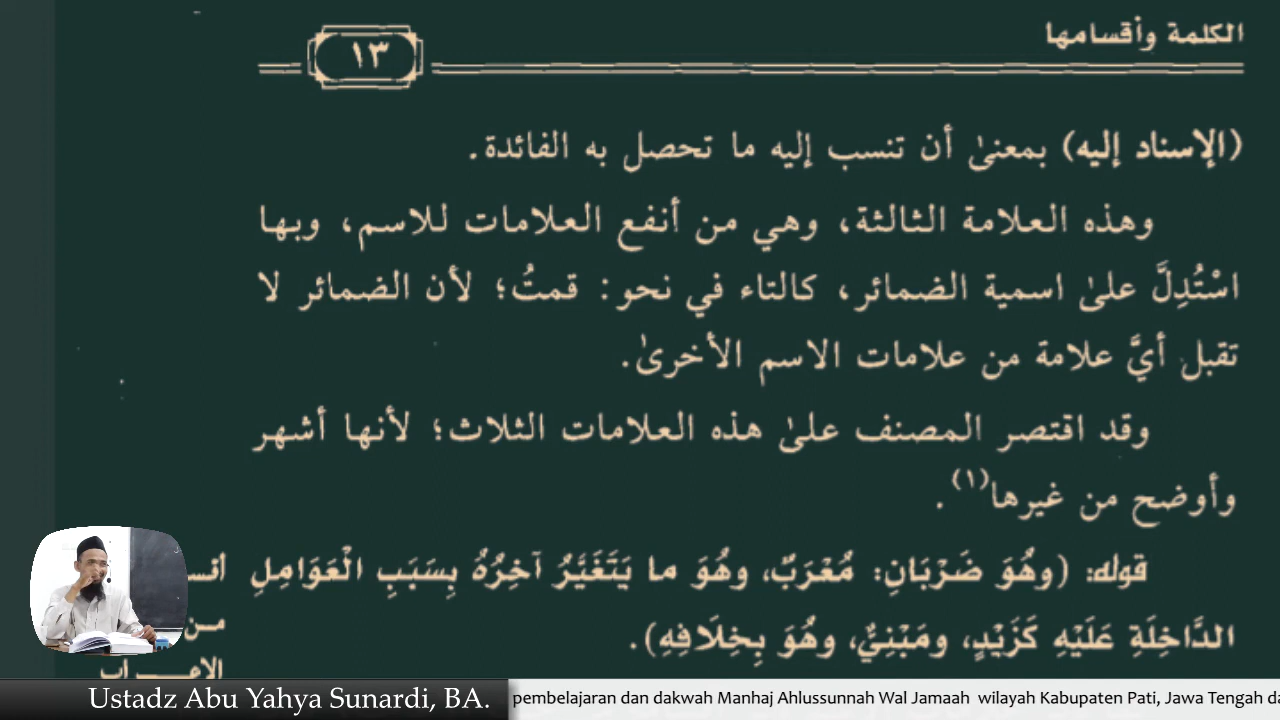 الكلمة وأقسامها
١٣
(الإسناد إليه) بمعنىٰ أن تنسب إليه ما تحصل به الفائدة.
وهذه العلامة الثالثة، وهي من أنفع العلامات للاسم، وبها
اسْتُدِلَّ علىٰ اسمية الضمائر، كالتاء في نحو: قمتُ؛ لأن الضمائر لا
تقبل أيَّ علامة من علامات الاسم الأخرىٰ.
وقد اقتصر المصنف علىٰ هذه العلامات الثلاث؛ لأنها أشهر
وأوضح من غيرها(١).
قوله: (وهُوَ ضَرْبَانِ: مُعْرَبٌ، وهُوَ ما يَتَغَيَّرُ آخِرُهُ بِسَبَبِ الْعَوَامِلِ
الدَّاخِلَةِ عَلَيْهِ كَزَيْدٍ، ومَبْنِيٌّ، وهُوَ بِخِلَافِهِ).
من
الإعراب
Ustadz Abu Yahya Sunardi, BA.
pembelajaran dan dakwah Manhaj Ahlussunnah Wal Jamaah wilayah Kabupaten Pati, Jawa Tengah